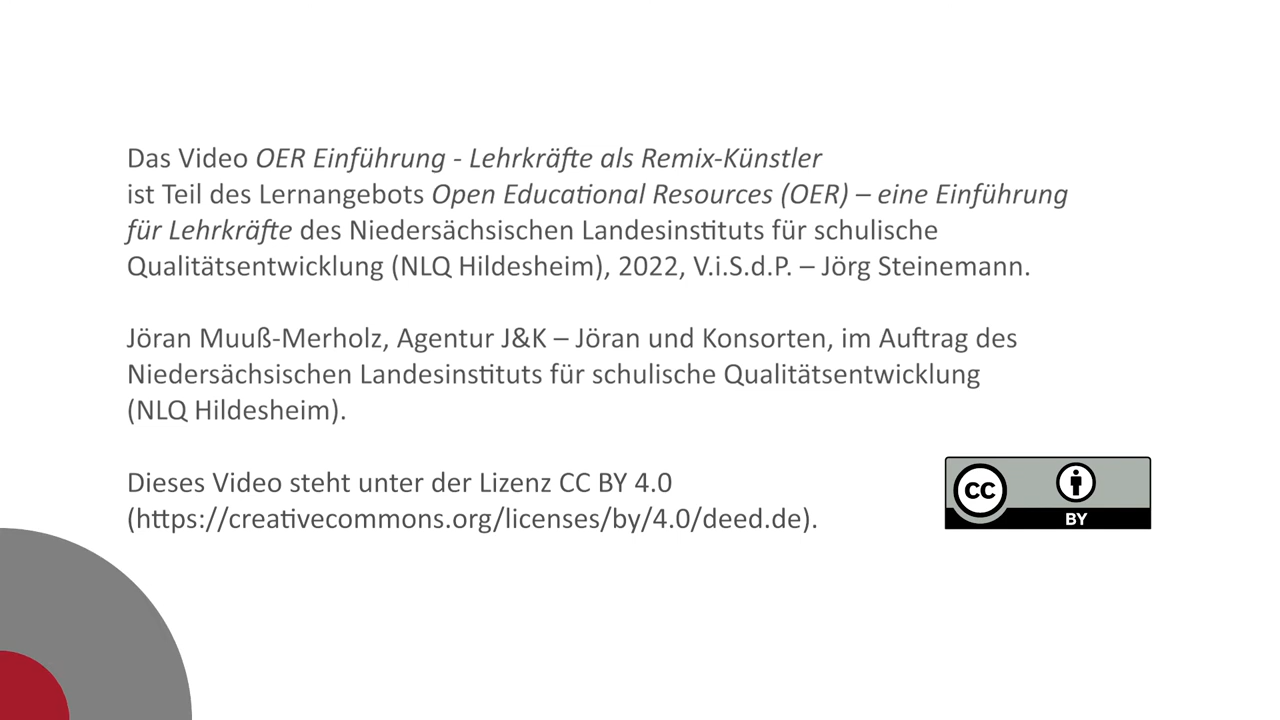 Das Video OER Einführung - Lehrkräfte als Remix-Künstler
ist Teil des Lernangebots Open Educational Resources (OER) – eine Einführung
für Lehrkräfte des Niedersächsischen Landesinstituts für schulische
Qualitätsentwicklung (NLQ Hildesheim), 2022, V.i.S.d.P. – Jörg Steinemann.
Jöran Muuß-Merholz, Agentur J&K – Jöran und Konsorten, im Auftrag des
Niedersächsischen Landesinstituts für schulische Qualitätsentwicklung
(NLQ Hildesheim).
Dieses Video steht unter der Lizenz CC BY 4.0
(https://creativecommons.org/licenses/by/4.0/deed.de).
CC
BY